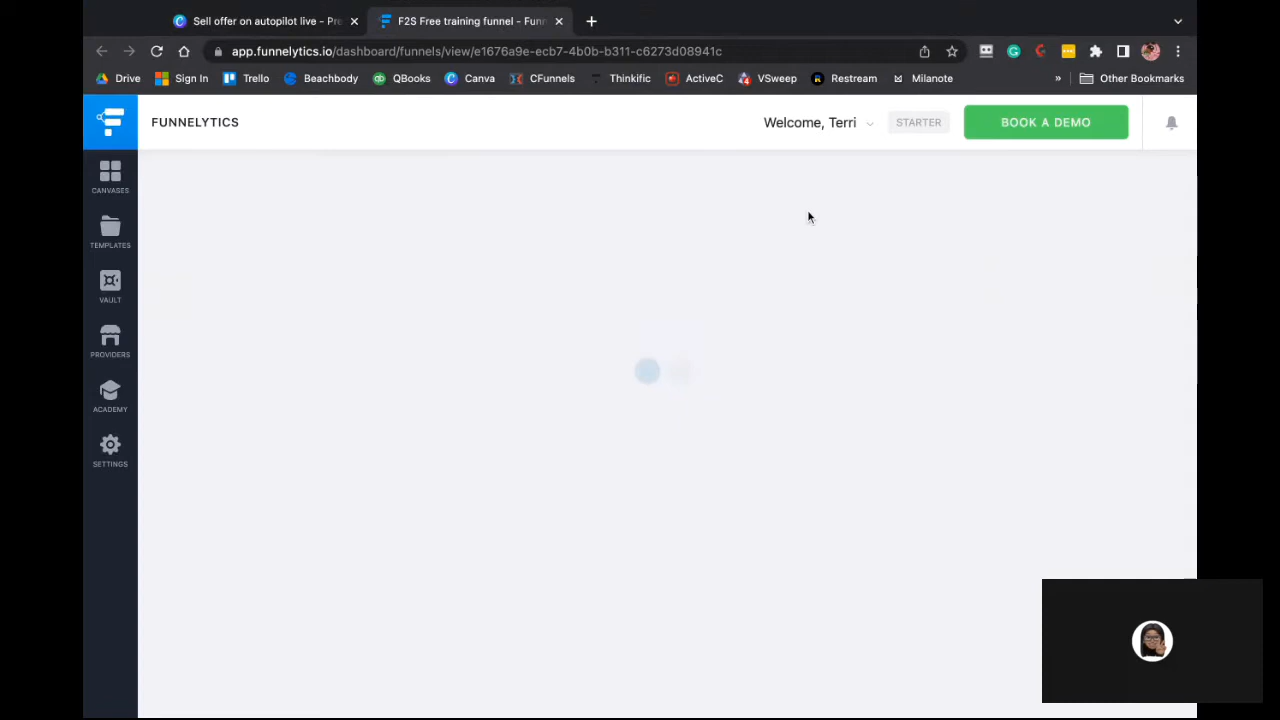 Sell offer on autopilot live - Pre
F2S Free training funnel - Funn
app.funnelytics.io/dashboard/funnels/view/e1676a9e-ecb7-4b0b-b311-c6273d08941c
Drive Sign In Trello Beachbody QBooks Canva CFunnels Thinkific ActiveC VSweep Restream Milanote » Other Bookmarks
FUNNELYTICS Welcome, Terri STARTER BOOK A DEMO
CANVASES
TEMPLATES
VAULT
PROVIDERS
ACADEMY
SETTINGS